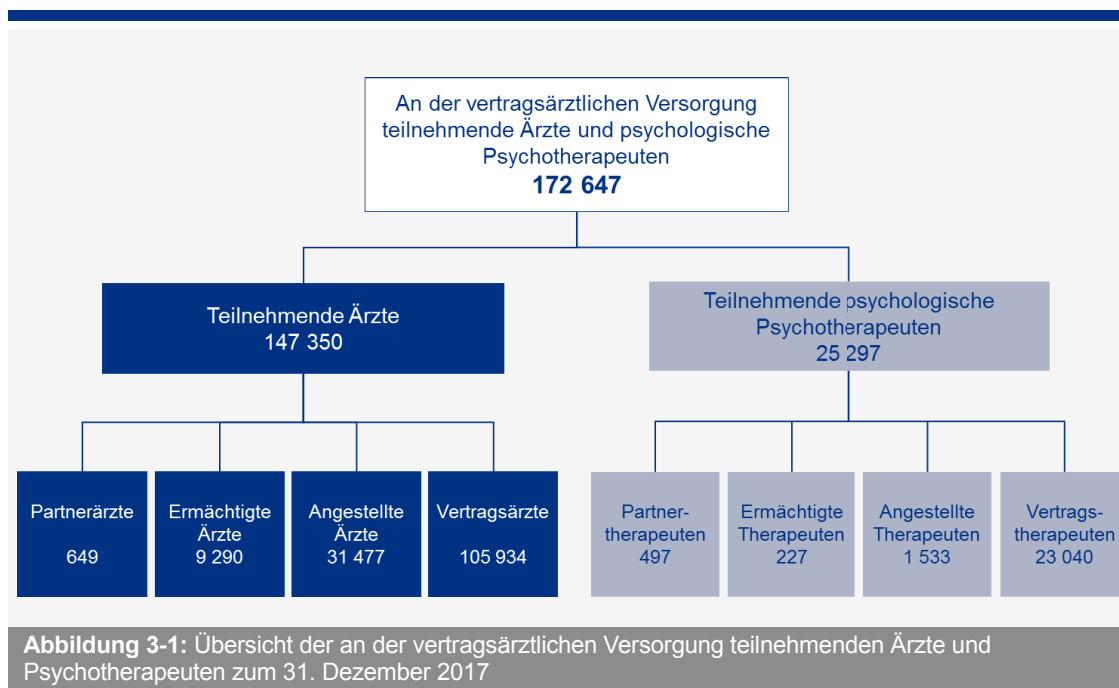 An der vertragsärztlichen Versorgung
teilnehmende Ärzte und psychologische
Psychotherapeuten
172 647
Teilnehmende Ärzte
147 350
Teilnehmende psychologische
Psychotherapeuten
25 297
Partnerärzte
649
Ermächtigte
Ärzte
9 290
Angestellte
Ärzte
31 477
Vertragsärzte
105 934
Partner-
therapeuten
497
Ermächtigte
Therapeuten
227
Angestellte
Therapeuten
1 533
Vertrags-
therapeuten
23 040
Abbildung 3-1: Übersicht der an der vertragsärztlichen Versorgung teilnehmenden Ärzte und
Psychotherapeuten zum 31. Dezember 2017